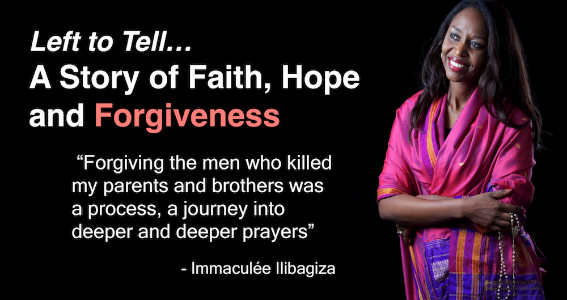 Left to Tell...
A Story of Faith, Hope
and Forgiveness
“Forgiving the men who killed
my parents and brothers was
a process, a journey into
deeper and deeper prayers”
- Immaculée Ilibagiza